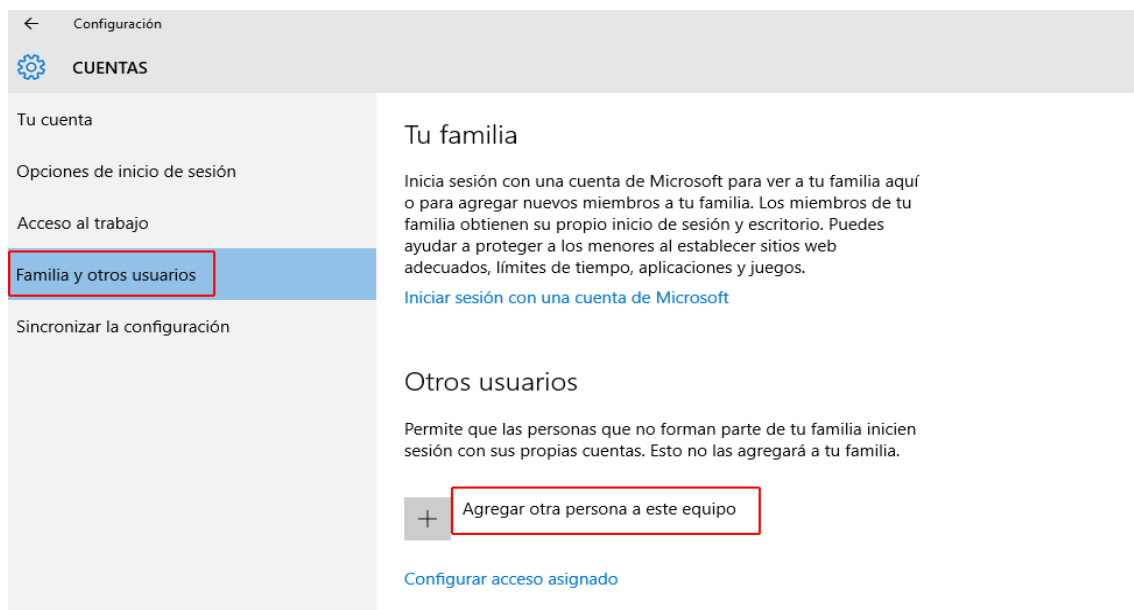 Configuración
CUENTAS
Tu cuenta
Opciones de inicio de sesión
Acceso al trabajo
Familia y otros usuarios
Sincronizar la configuración
Tu familia
Inicia sesión con una cuenta de Microsoft para ver a tu familia aquí
o para agregar nuevos miembros a tu familia. Los miembros de tu
familia obtienen su propio inicio de sesión y escritorio. Puedes
ayudar a proteger a los menores al establecer sitios web
adecuados, límites de tiempo, aplicaciones y juegos.
Iniciar sesión con una cuenta de Microsoft
Otros usuarios
Permite que las personas que no forman parte de tu familia inicien
sesión con sus propias cuentas. Esto no las agregará a tu familia.
Agregar otra persona a este equipo
Configurar acceso asignado